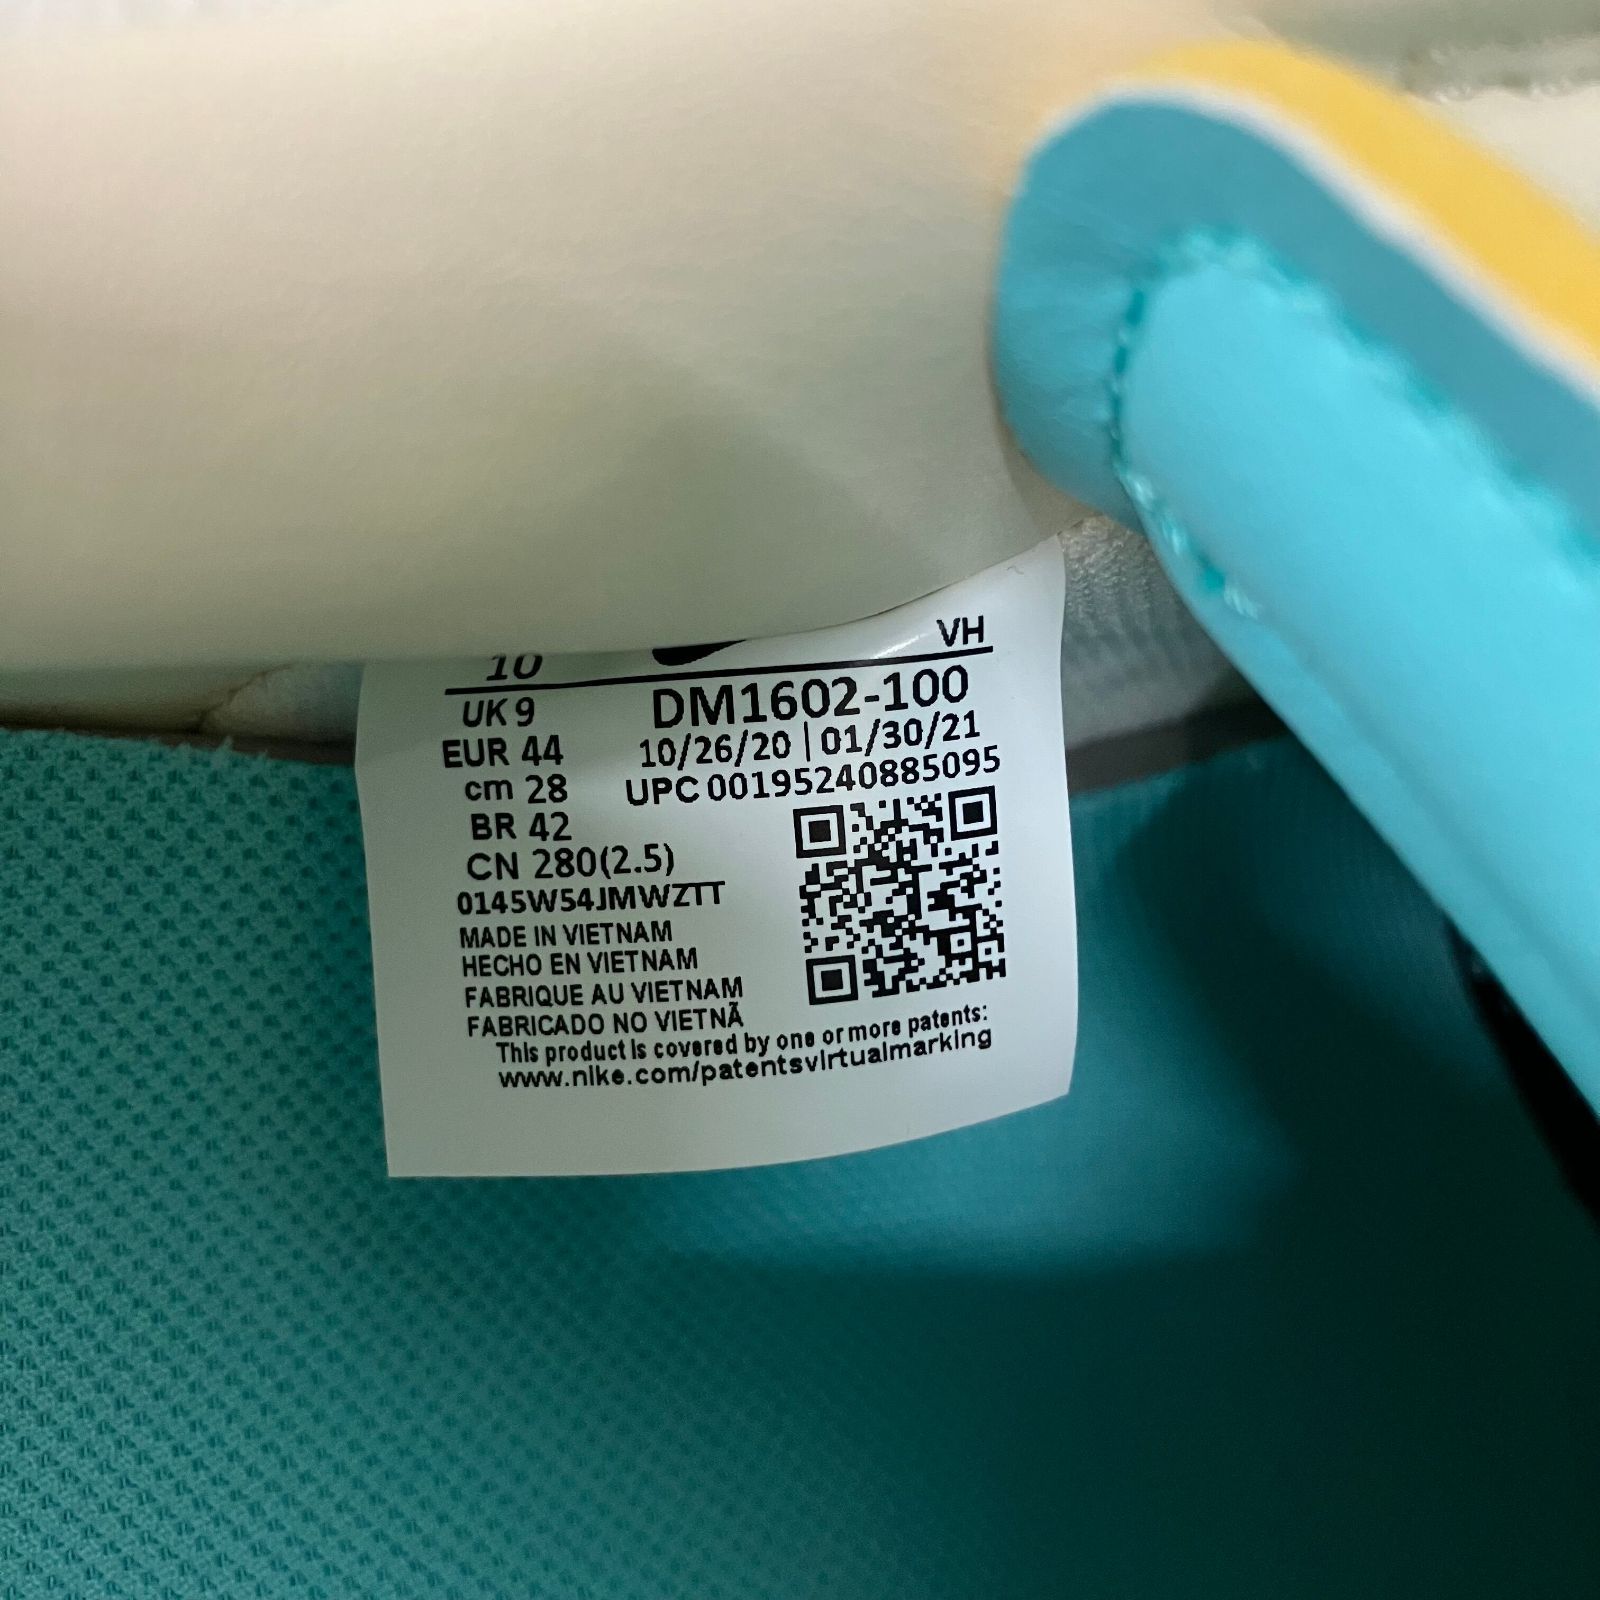 10 VH
UK 9 DM1602-100
EUR 44 10/26/20 | 01/30/21
cm 28 UPC 00195240885095
BR 42
CN 280(2.5)
0145W54JMWZTT
MADE IN VIETNAM
HECHO EN VIETNAM
FABRIQUE AU VIETNAM
FABRICADO NO VIETNÃ
This product is covered by one or more patents:
www.nike.com/patentsvirtualmarking